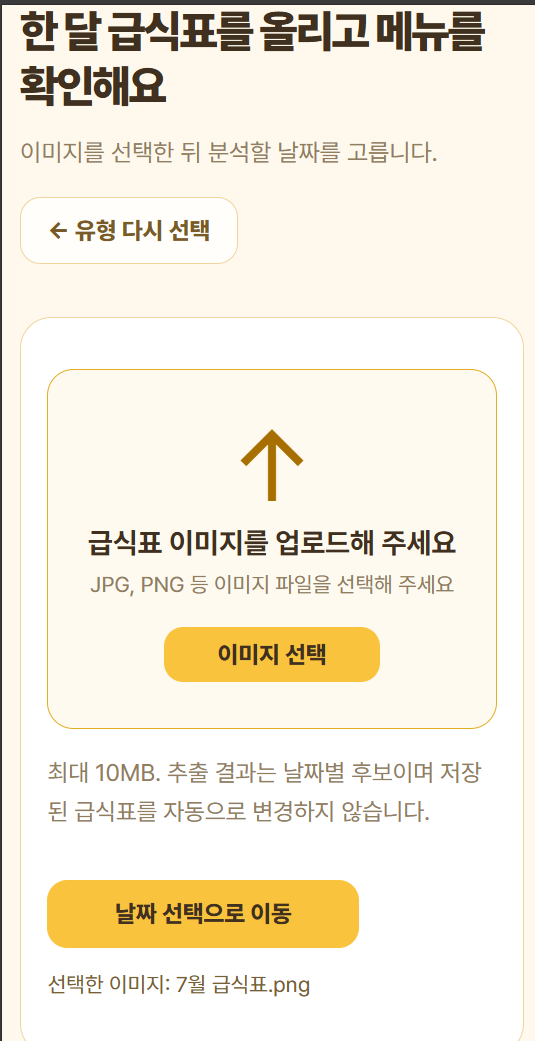 한 달 급식표를 올리고 메뉴를
확인해요
이미지를 선택한 뒤 분석할 날짜를 고릅니다.
← 유형 다시 선택
급식표 이미지를 업로드해 주세요
JPG, PNG 등 이미지 파일을 선택해 주세요
이미지 선택
최대 10MB. 추출 결과는 날짜별 후보이며 저장
된 급식표를 자동으로 변경하지 않습니다.
날짜 선택으로 이동
선택한 이미지: 7월 급식표.png